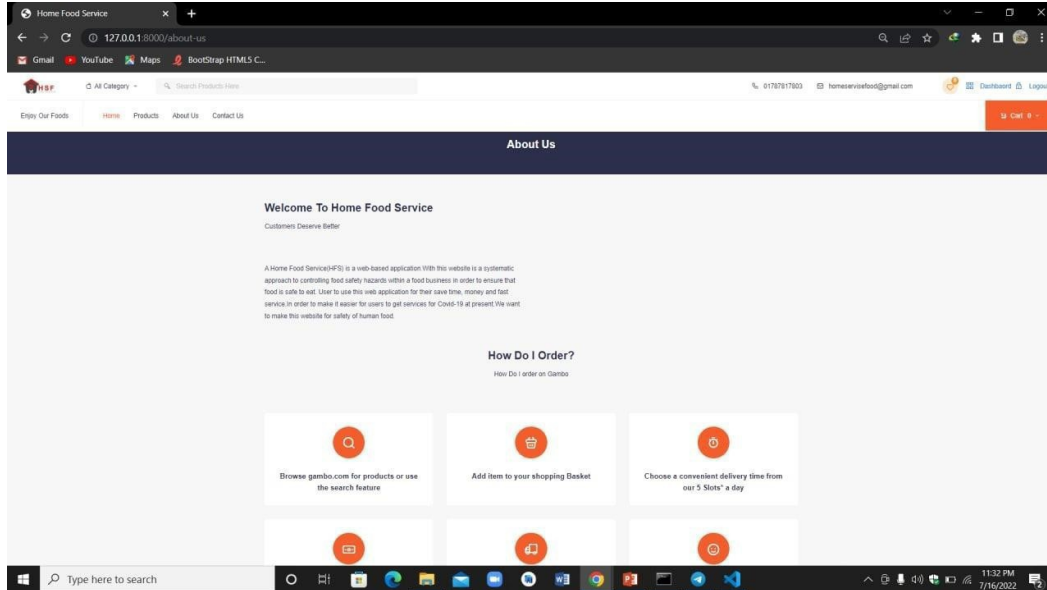 Home Food Service
127.0.0.1:8000/about-us
Gmail YouTube Maps BootStrap HTML5 C...
HSF All Category Search Products Here 01787817803 homeservisefood@gmail.com 0 Dashboard Logou
Enjoy Our Foods Home Products About Us Contact Us Cart 0
About Us
Welcome To Home Food Service
Customers Deserve Better
A Home Food Service(HFS) is a web-based application.With this website is a systematic
approach to controlling food safety hazards within a food business in order to ensure that
food is safe to eat. User to use this web application for their save time, money and fast
service.In order to make it easier for users to get services for Covid-19 at present.We want
to make this website for safety of human food.
How Do I Order?
How Do I order on Gambo
Browse gambo.com for products or use
the search feature
Add item to your shopping Basket
Choose a convenient delivery time from
our 5 Slots* a day
Type here to search
11:32 PM
7/16/2022
2